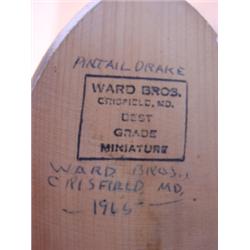 PINTAIL DRAKE
WARD BROS.
CRISFIELD, MD.
BEST
GRADE
MINIATURE
WARD BROS.,
CRISFIELD MD,
- 1965 -